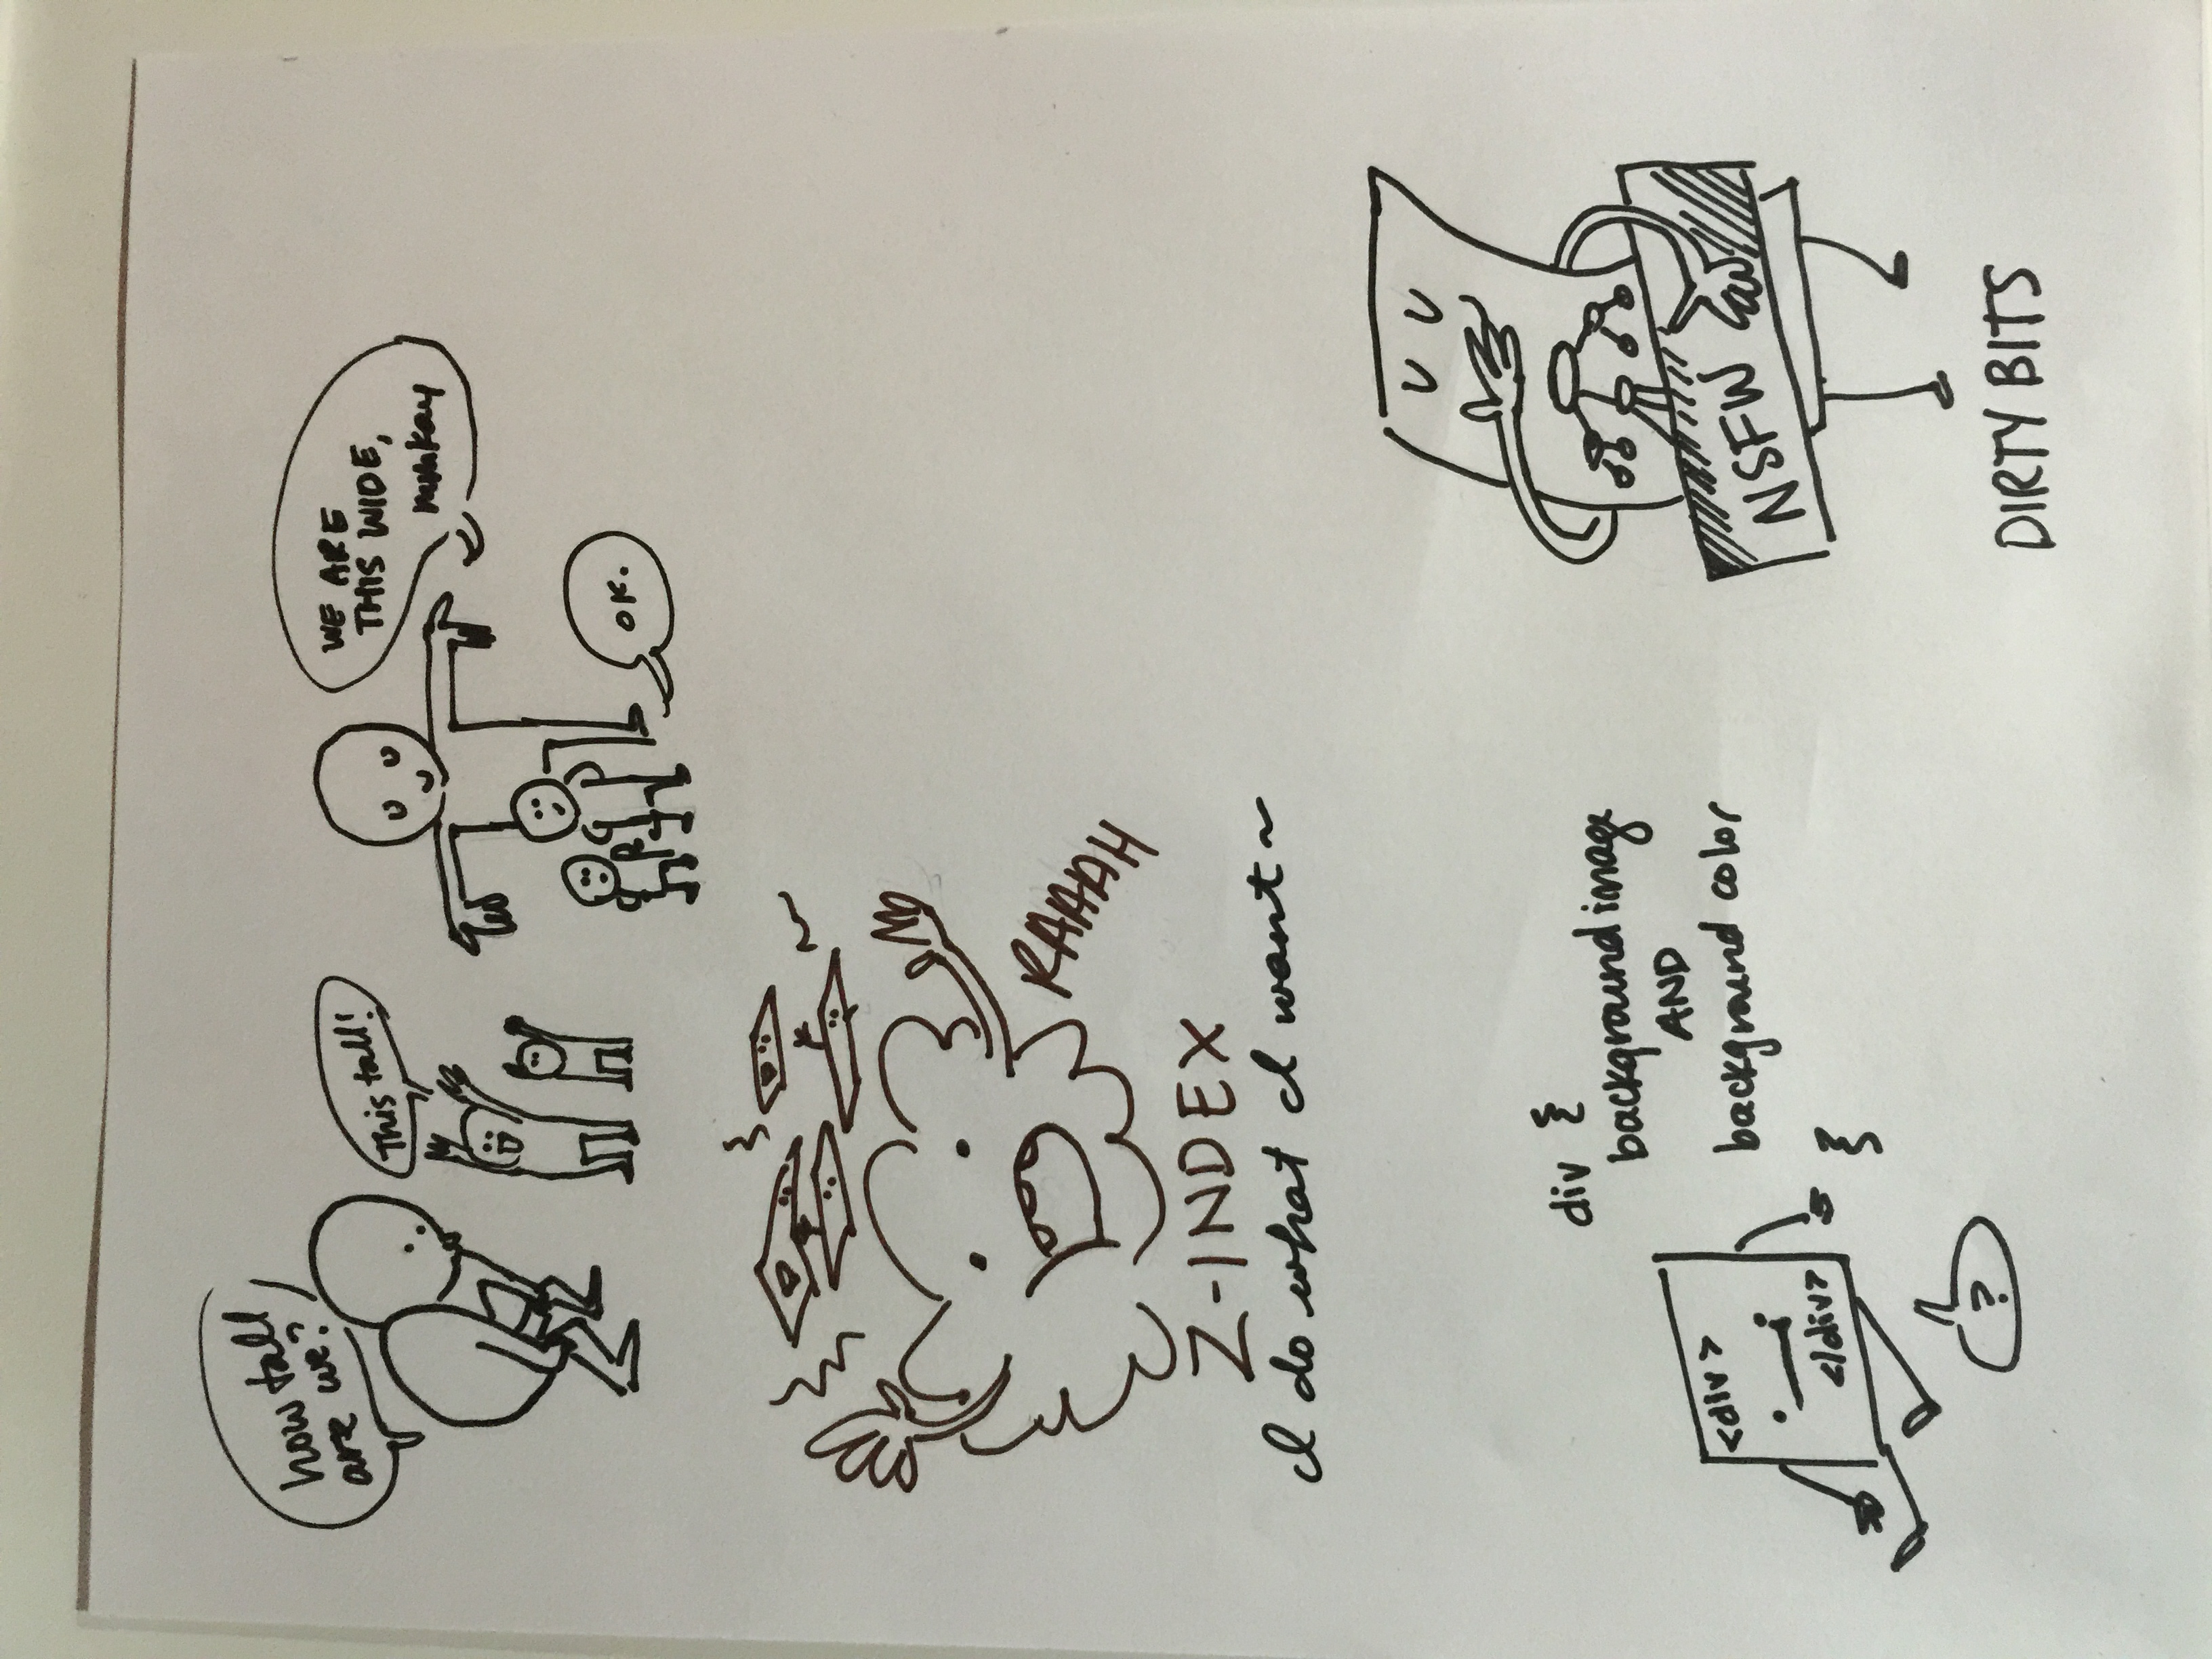 how tall
are we?
This tall!
WE ARE
THIS WIDE,
mmkay
OK.
RAAAAH
Z-INDEX
I do what I want~
div {
background image
AND
background color
}
<div>
</div>
?
NSFW
DIRTY BITS